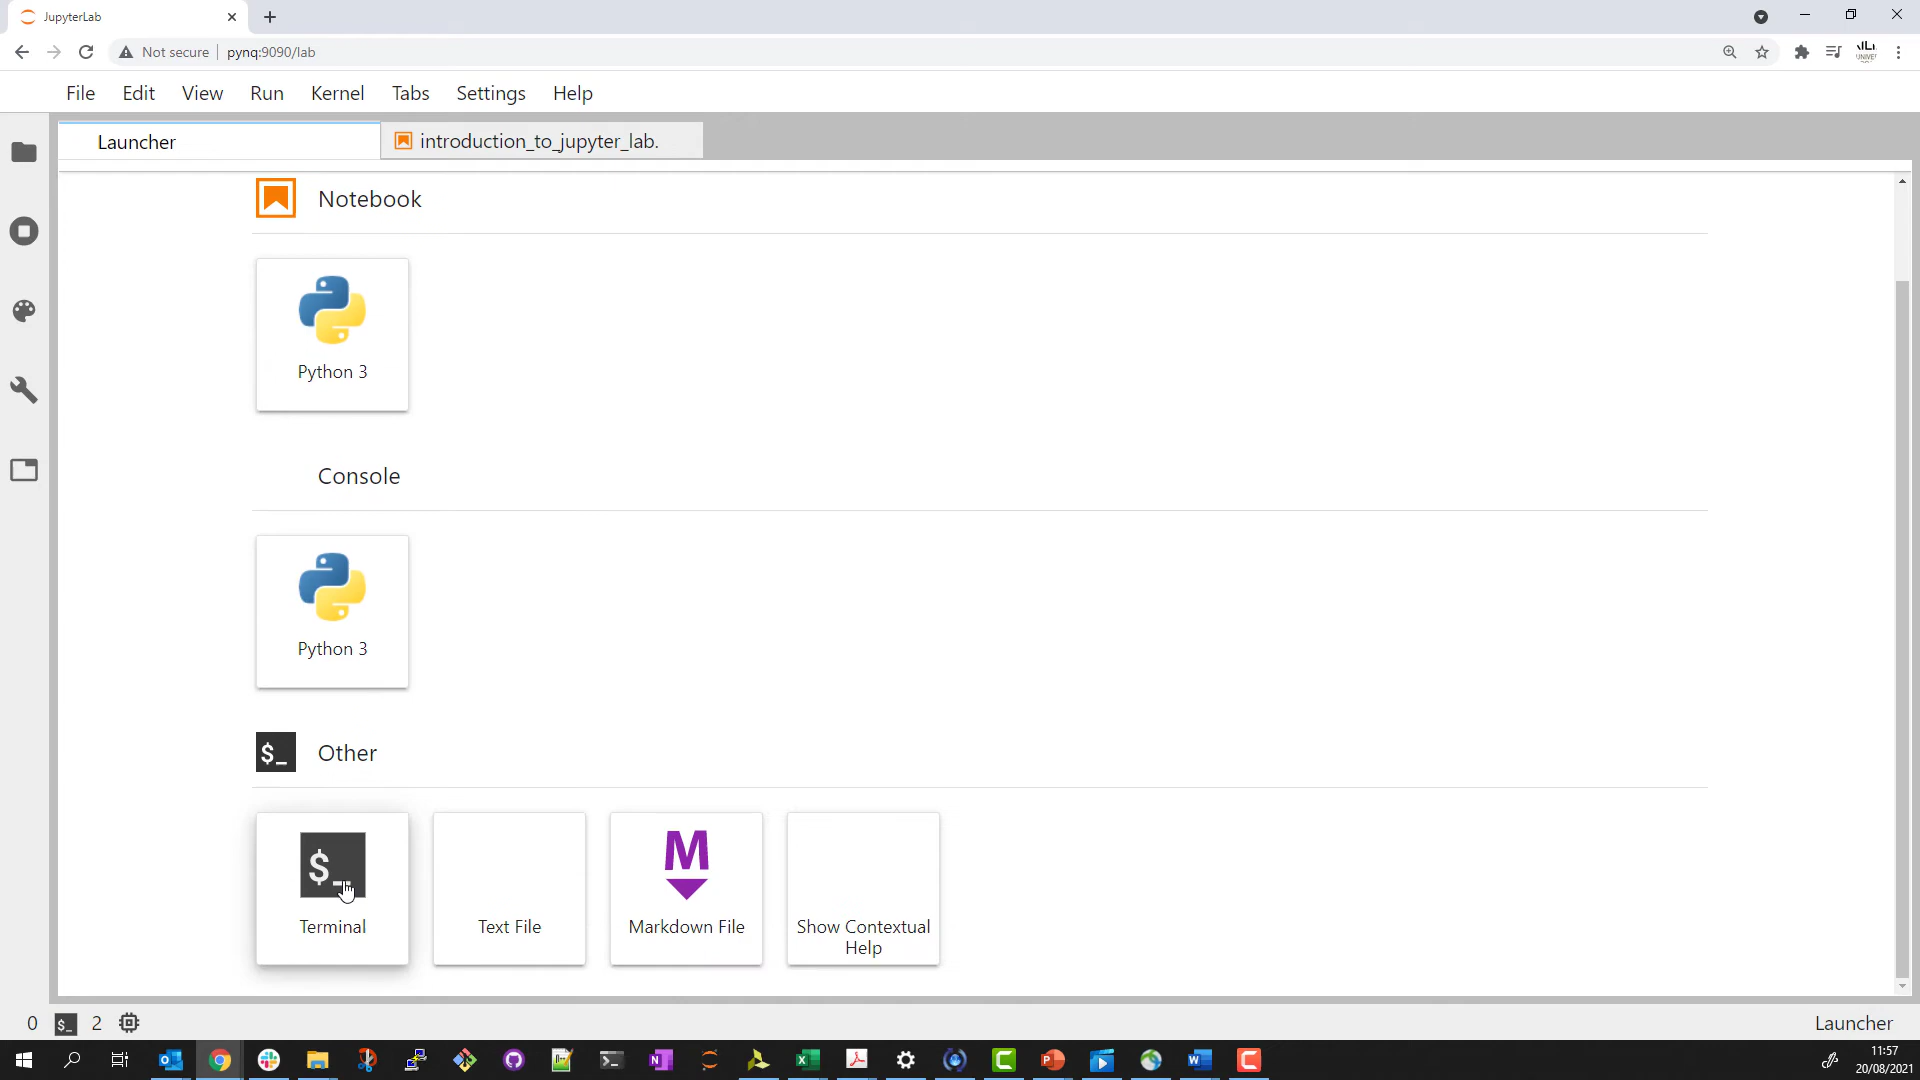 JupyterLab
Not secure
pynq:9090/lab
File
Edit
View
Run
Kernel
Tabs
Settings
Help
Launcher
introduction_to_jupyter_lab.
Notebook
Python 3
Console
Python 3
$_ Other
$_
M
Terminal
Text File
Markdown File
Show Contextual
Help
0
$_
2
Launcher
11:57
20/08/2021